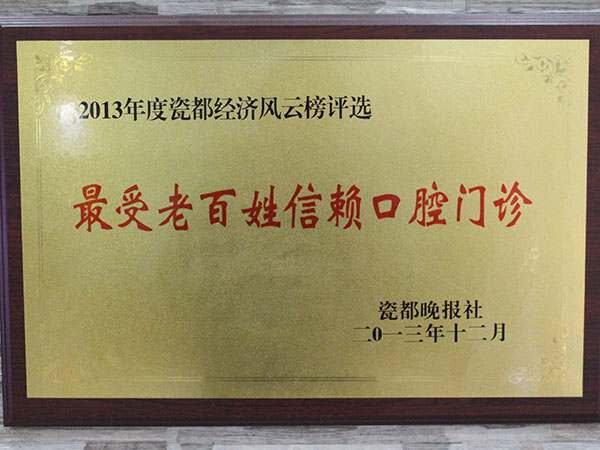 2013年度瓷都经济风云榜评选
最受老百姓信赖口腔门诊
瓷都晚报社
二0一三年十二月